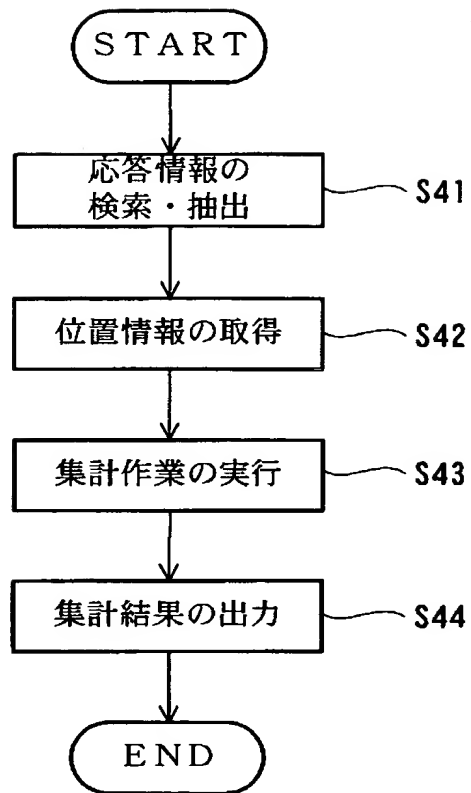 START
応答情報の
検索・抽出
S41
位置情報の取得
S42
集計作業の実行
S43
集計結果の出力
S44
END